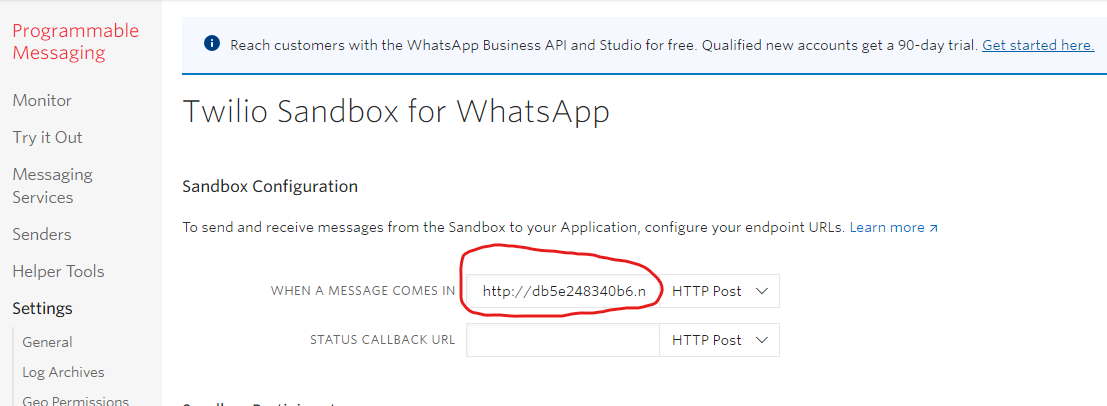 Programmable
Messaging
Monitor
Try it Out
Messaging
Services
Senders
Helper Tools
Settings
General
Log Archives
Geo Permissions
Reach customers with the WhatsApp Business API and Studio for free. Qualified new accounts get a 90-day trial. Get started here.
Twilio Sandbox for WhatsApp
Sandbox Configuration
To send and receive messages from the Sandbox to your Application, configure your endpoint URLs. Learn more
WHEN A MESSAGE COMES IN http://db5e248340b6.n HTTP Post
STATUS CALLBACK URL HTTP Post